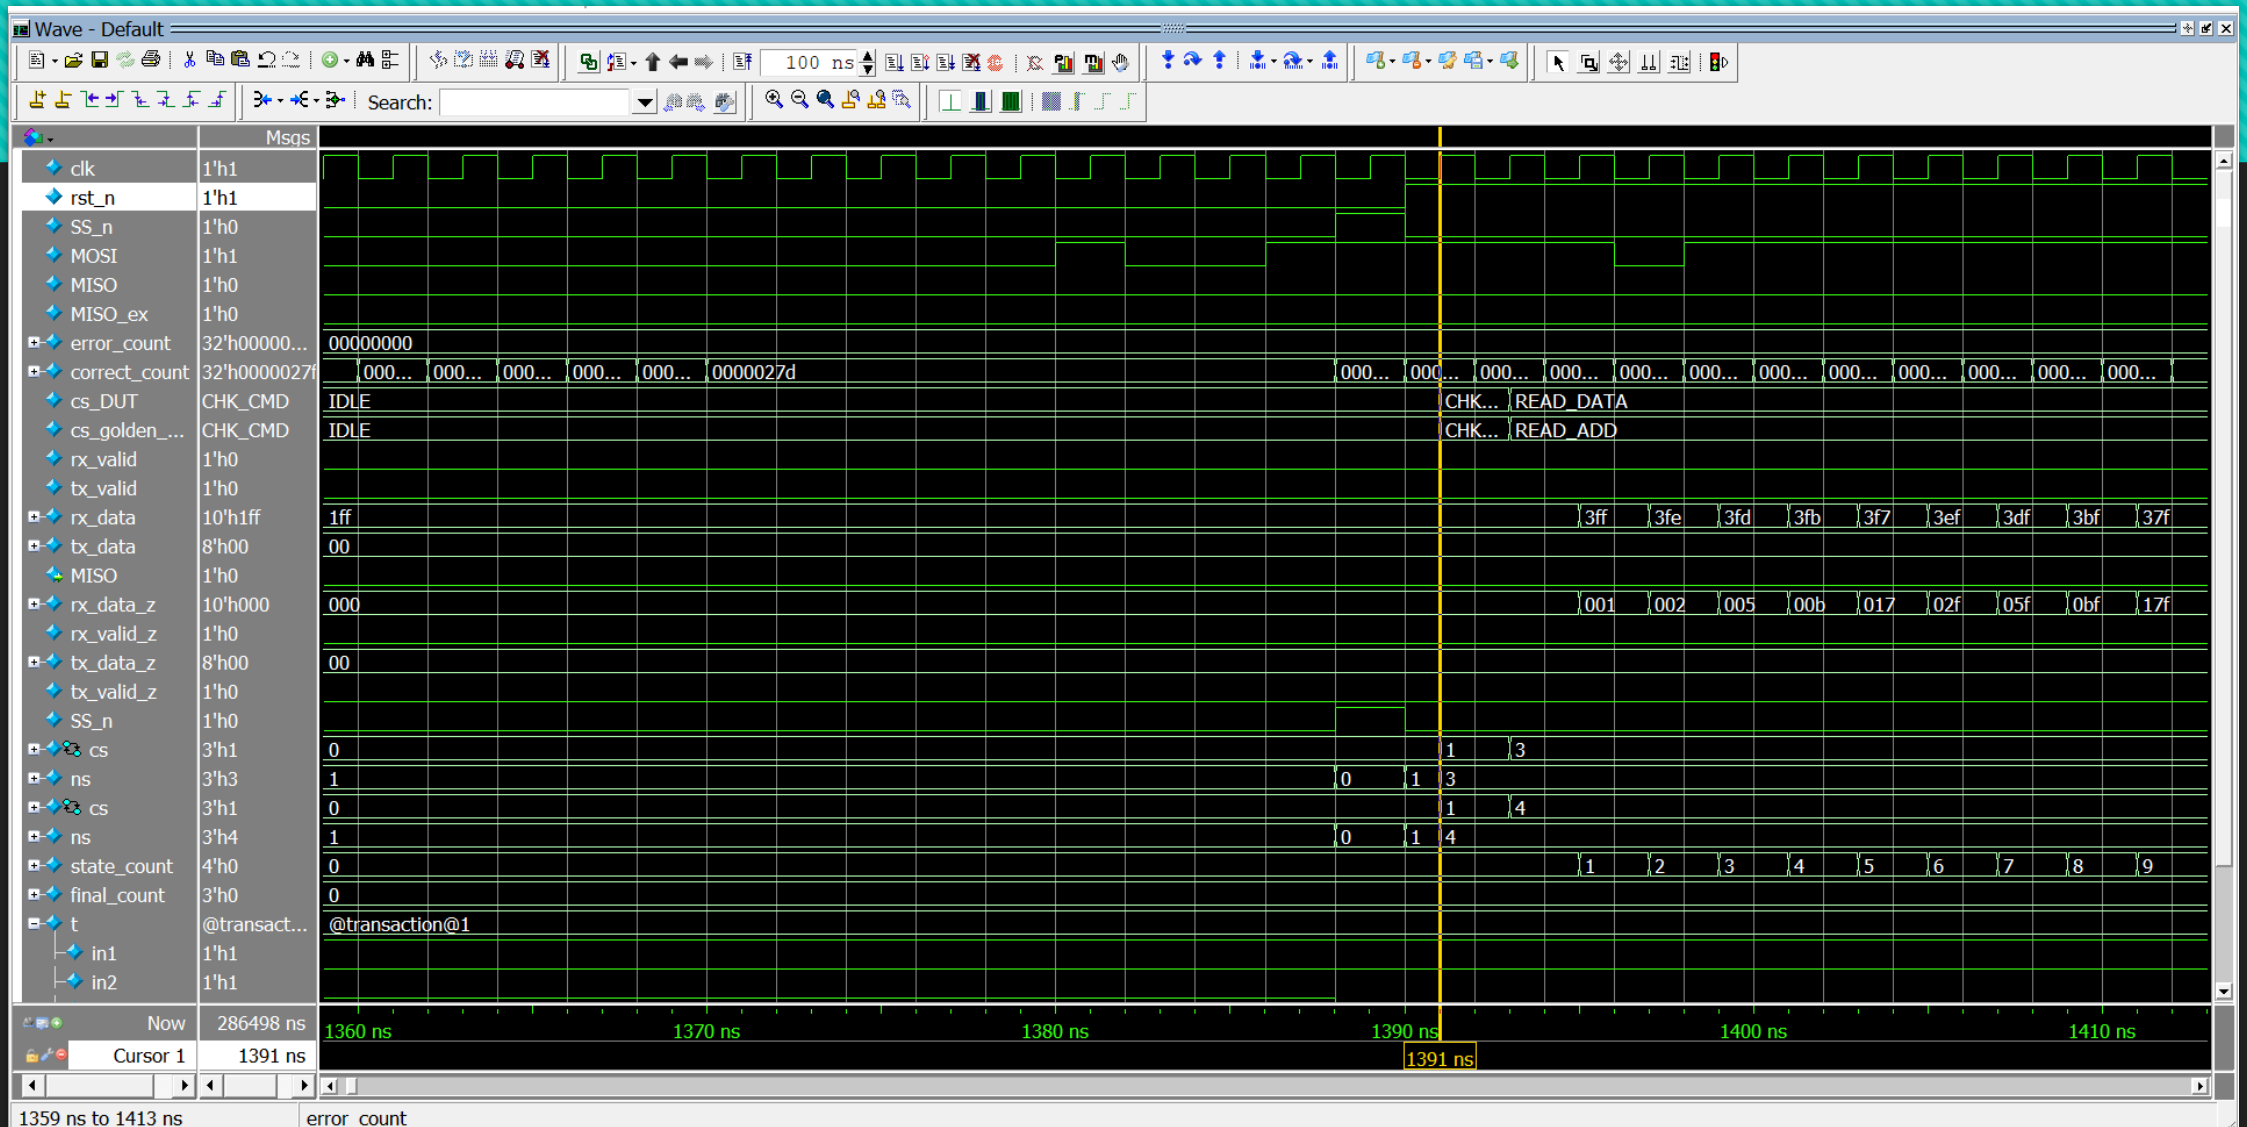 Wave - Default
100 ns
Search:
Msgs
clk 1'h1
rst_n 1'h1
SS_n 1'h0
MOSI 1'h1
MISO 1'h0
MISO_ex 1'h0
error_count 32'h00000... 00000000
correct_count 32'h0000027f 000... 000... 000... 000... 000... 0000027d 000... 000... 000... 000... 000... 000... 000... 000... 000... 000... 000... 000...
cs_DUT CHK_CMD IDLE CHK... READ_DATA
cs_golden_... CHK_CMD IDLE CHK... READ_ADD
rx_valid 1'h0
tx_valid 1'h0
rx_data 10'h1ff 1ff 3ff 3fe 3fd 3fb 3f7 3ef 3df 3bf 37f
tx_data 8'h00 00
MISO 1'h0
rx_data_z 10'h000 000 001 002 005 00b 017 02f 05f 0bf 17f
rx_valid_z 1'h0
tx_data_z 8'h00 00
tx_valid_z 1'h0
SS_n 1'h0
cs 3'h1 0 1 3
ns 3'h3 1 0 1 3
cs 3'h1 0 1 4
ns 3'h4 1 0 1 4
state_count 4'h0 0 1 2 3 4 5 6 7 8 9
final_count 3'h0 0
t @transact... @transaction@1
in1 1'h1
in2 1'h1
Now 286498 ns 1360 ns 1370 ns 1380 ns 1390 ns 1400 ns 1410 ns
Cursor 1 1391 ns 1391 ns
1359 ns to 1413 ns error_count